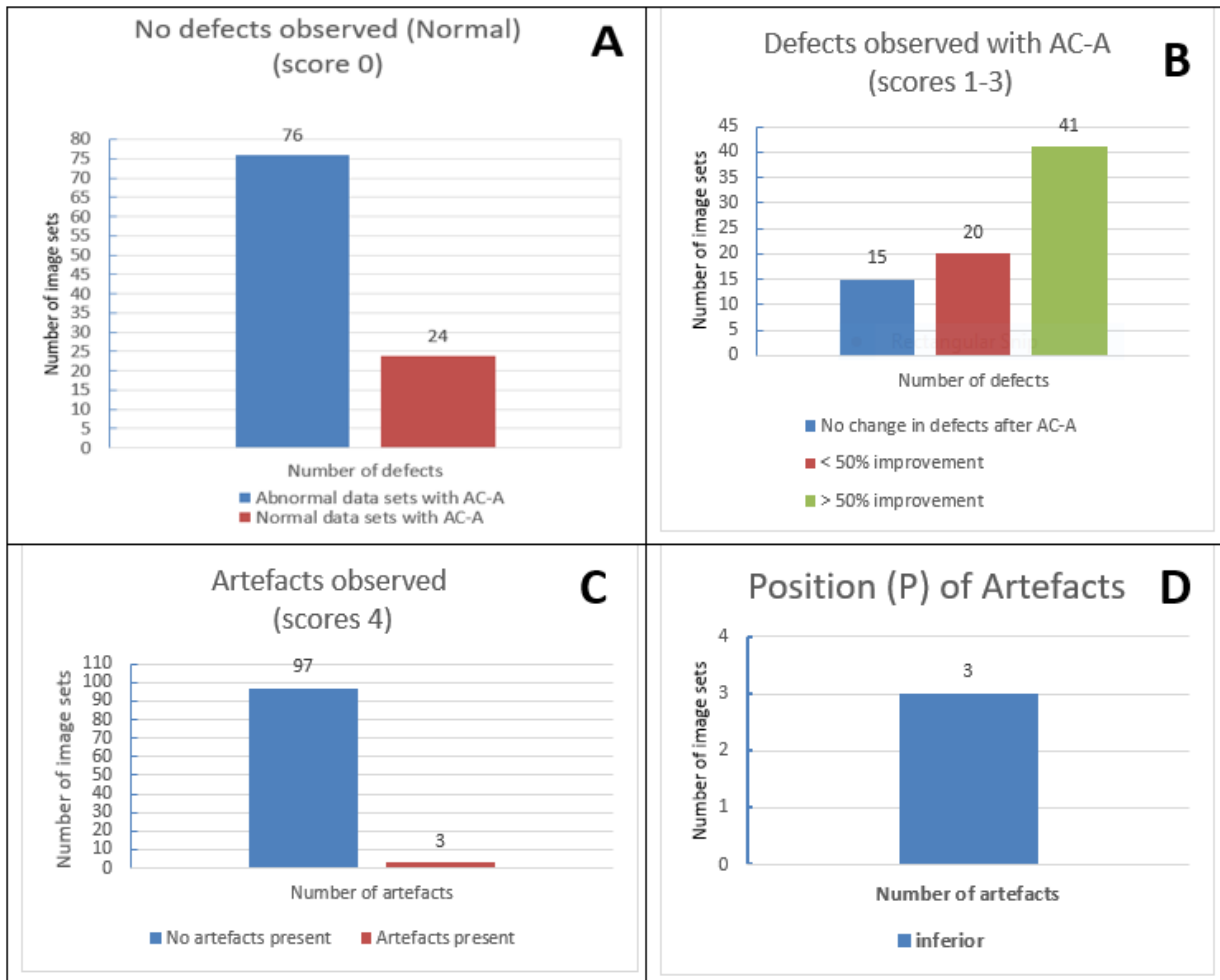 No defects observed (Normal)
(score 0)
A
76
24
80
75
70
65
60
55
50
45
40
35
30
25
20
15
10
5
0
Number of image sets
Number of defects
Abnormal data sets with AC-A
Normal data sets with AC-A
Defects observed with AC-A
(scores 1-3)
B
41
20
15
45
40
35
30
25
20
15
10
5
0
Number of image sets
Rectangular Snip
Number of defects
No change in defects after AC-A
< 50% improvement
> 50% improvement
Artefacts observed
(scores 4)
C
97
3
110
100
90
80
70
60
50
40
30
20
10
0
Number of image sets
Number of artefacts
No artefacts present
Artefacts present
Position (P) of Artefacts
D
3
4
3
2
1
0
Number of image sets
Number of artefacts
inferior